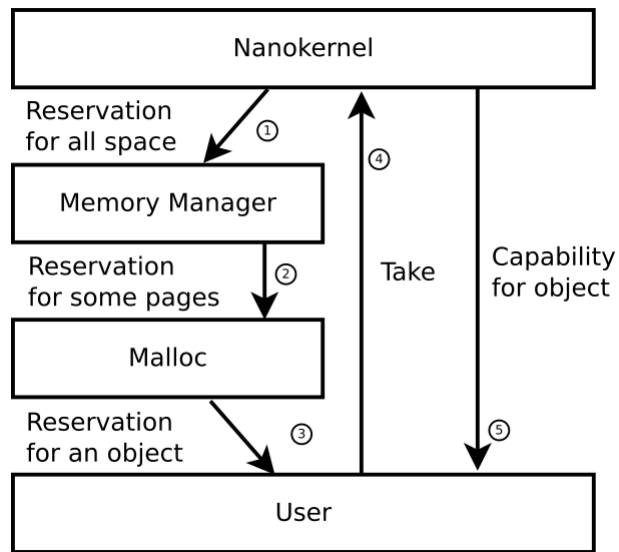 Nanokernel
Reservation
for all space
①
④
Memory Manager
Reservation
for some pages
②
Take
Capability
for object
Malloc
Reservation
for an object
③
⑤
User